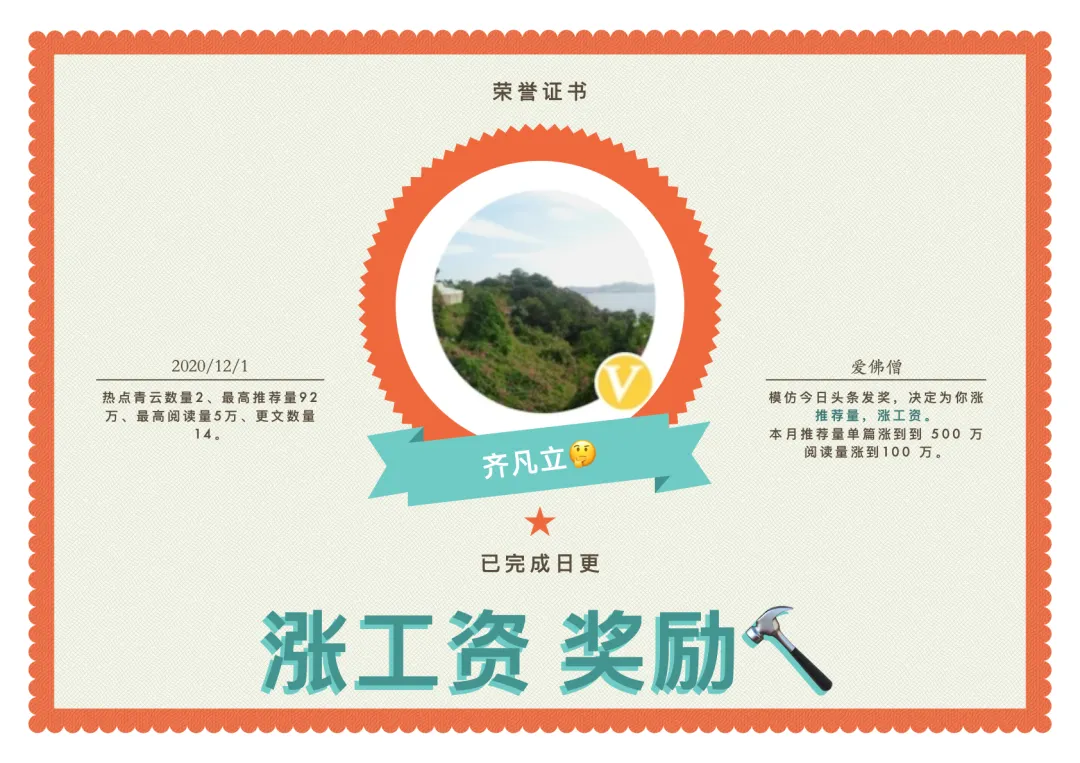 荣誉证书
2020/12/1
热点青云数量2、最高推荐量92
万、最高阅读量5万、更文数量
14。
爱佛僧
模仿今日头条发奖，决定为你涨
推荐量，涨工资。
本月推荐量单篇涨到到 500 万
阅读量涨到100 万。
V
齐凡立🤔
已完成日更
涨工资 奖励🔨